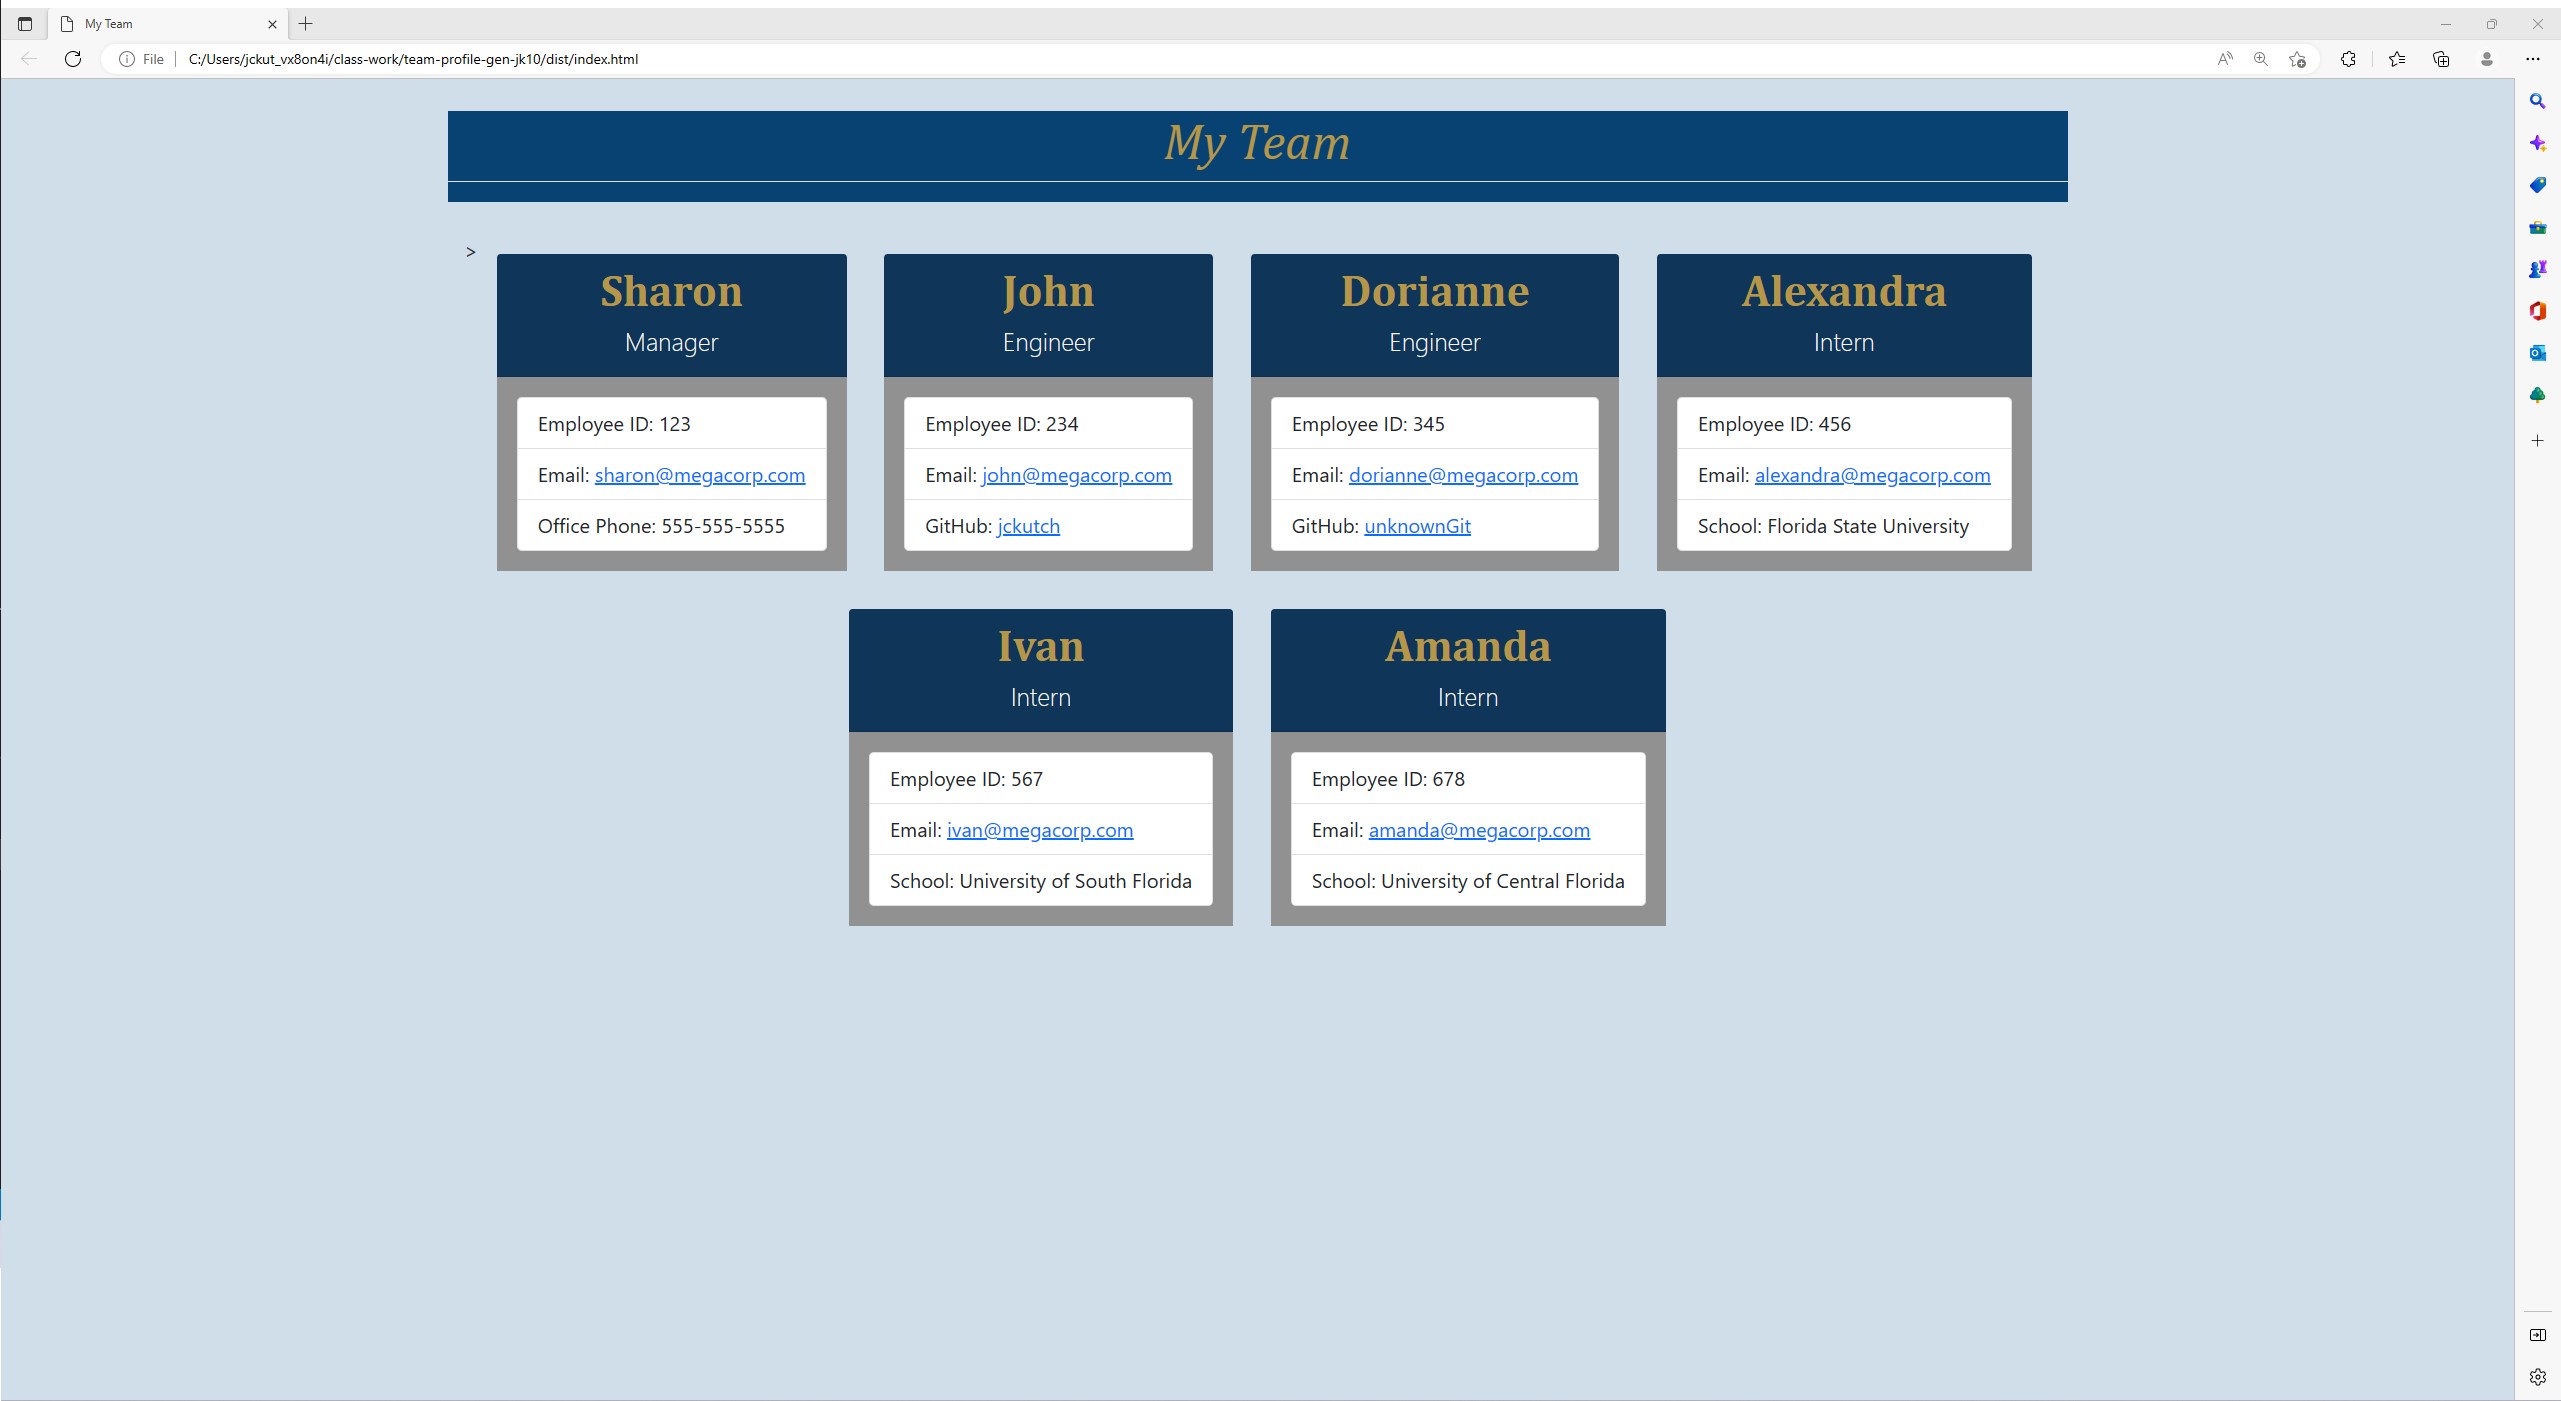 My Team
File
C:/Users/jckut_vx8on4i/class-work/team-profile-gen-jk10/dist/index.html
My Team
>
Sharon
Manager
Employee ID: 123
Email: sharon@megacorp.com
Office Phone: 555-555-5555
John
Engineer
Employee ID: 234
Email: john@megacorp.com
GitHub: jckutch
Dorianne
Engineer
Employee ID: 345
Email: dorianne@megacorp.com
GitHub: unknownGit
Alexandra
Intern
Employee ID: 456
Email: alexandra@megacorp.com
School: Florida State University
Ivan
Intern
Employee ID: 567
Email: ivan@megacorp.com
School: University of South Florida
Amanda
Intern
Employee ID: 678
Email: amanda@megacorp.com
School: University of Central Florida